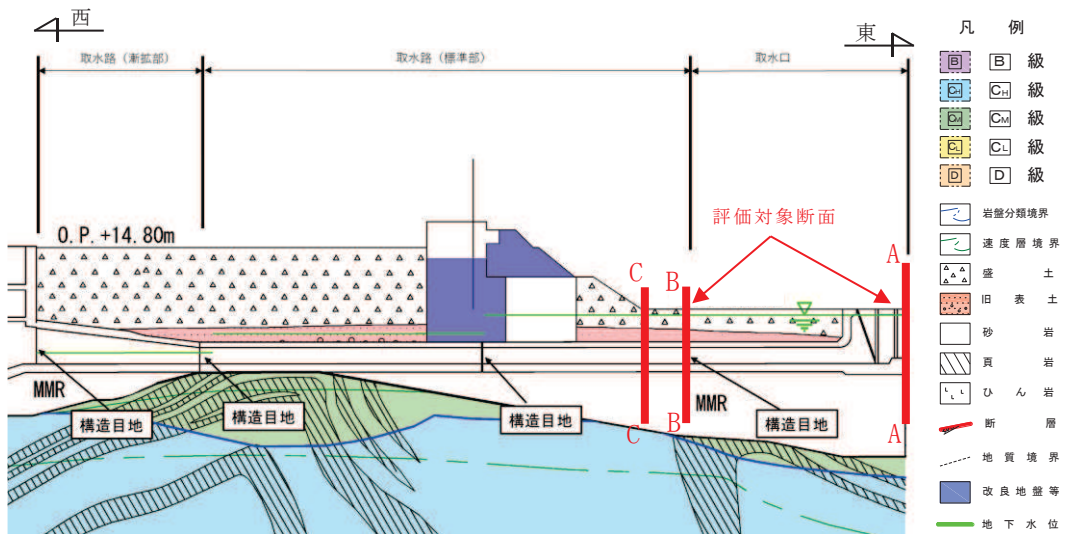 西
東
取水路(漸拡部)
取水路(標準部)
取水口
O.P.+14.80m
評価対象断面
C
B
A
MMR
MMR
構造目地
構造目地
構造目地
構造目地
C
B
A
凡 例
B B 級
CH CH 級
CM CM 級
CL CL 級
D D 級
岩盤分類境界
速度層境界
盛 土
旧 表 土
砂 岩
頁 岩
ひ ん 岩
断 層
地 質 境 界
改 良 地 盤 等
地 下 水 位